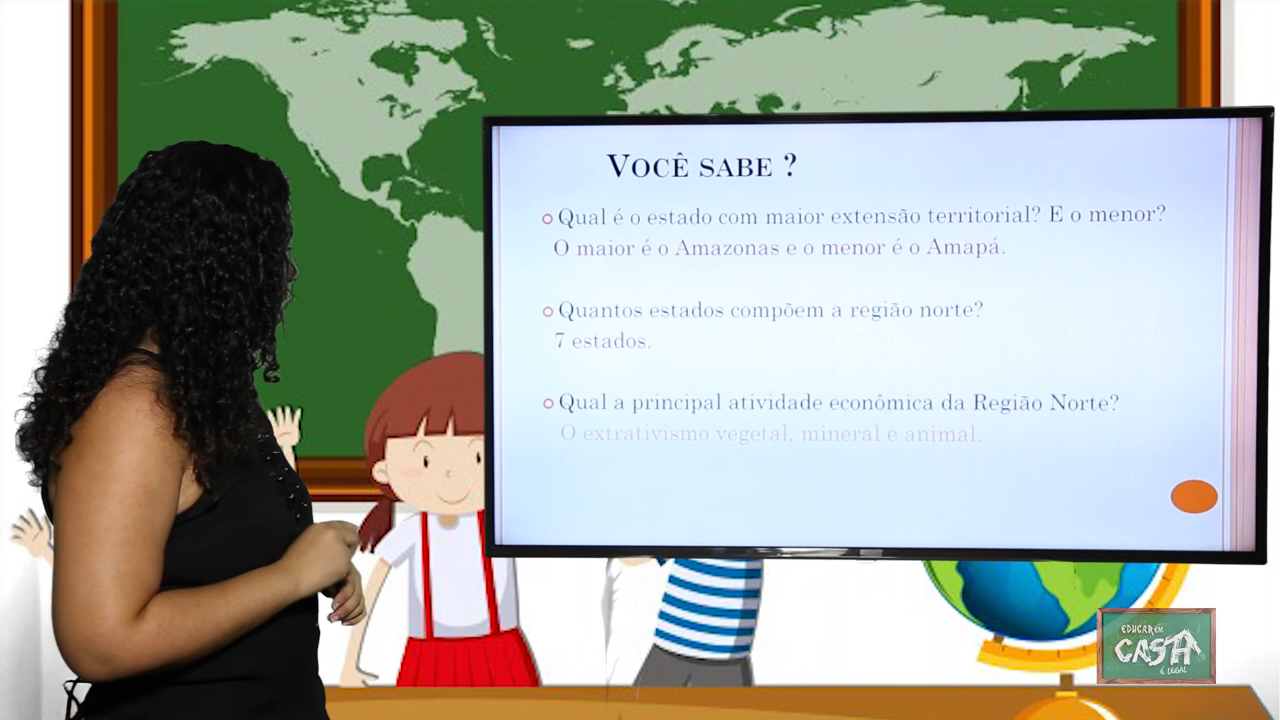 VOCÊ SABE ?
Qual é o estado com maior extensão territorial? E o menor?
O maior é o Amazonas e o menor é o Amapá.
Quantos estados compõem a região norte?
7 estados.
Qual a principal atividade econômica da Região Norte?
O extrativismo vegetal, mineral e animal.
EDUCAR EM
CASA
É LEGAL